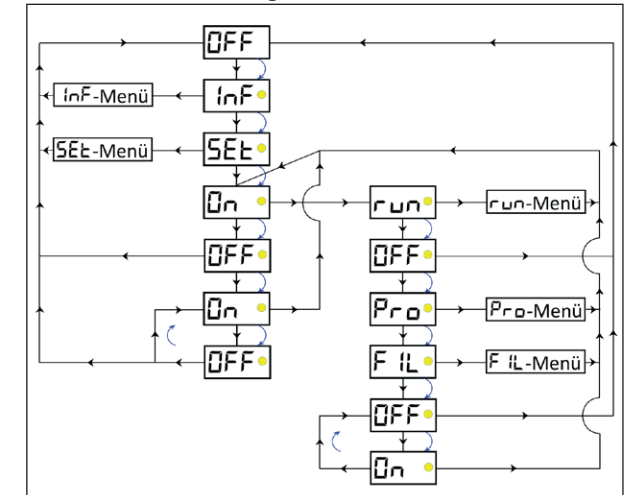 OFF
InF-Menü InF
SEt-Menü SEt
On run run-Menü
OFF OFF
On Pro Pro-Menü
OFF FIL FIL-Menü
OFF
On